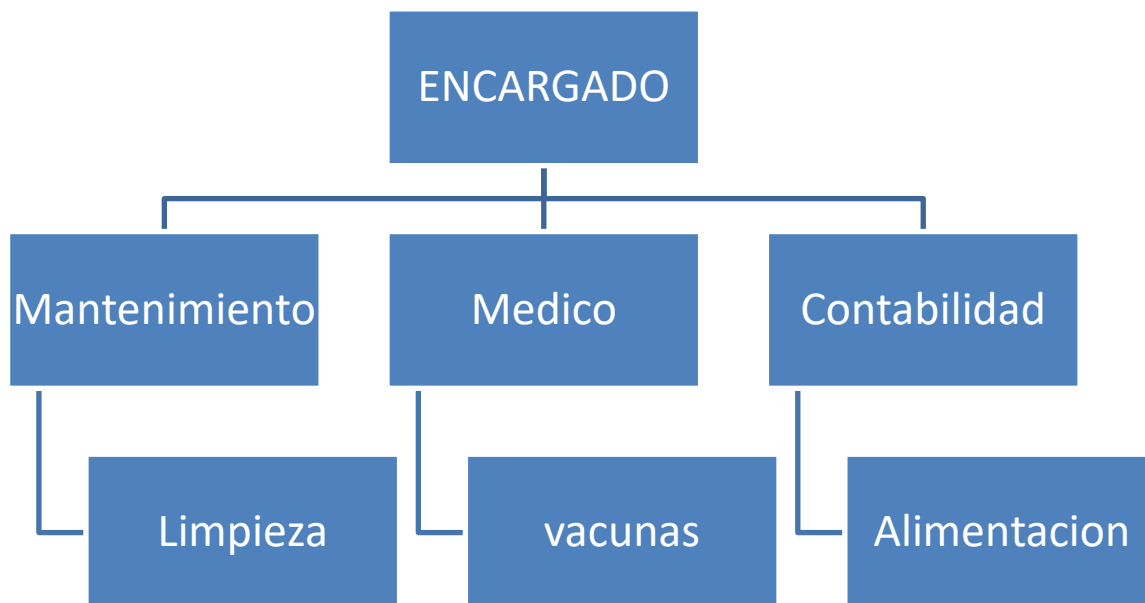 ENCARGADO
Mantenimiento
Medico
Contabilidad
Limpieza
vacunas
Alimentacion